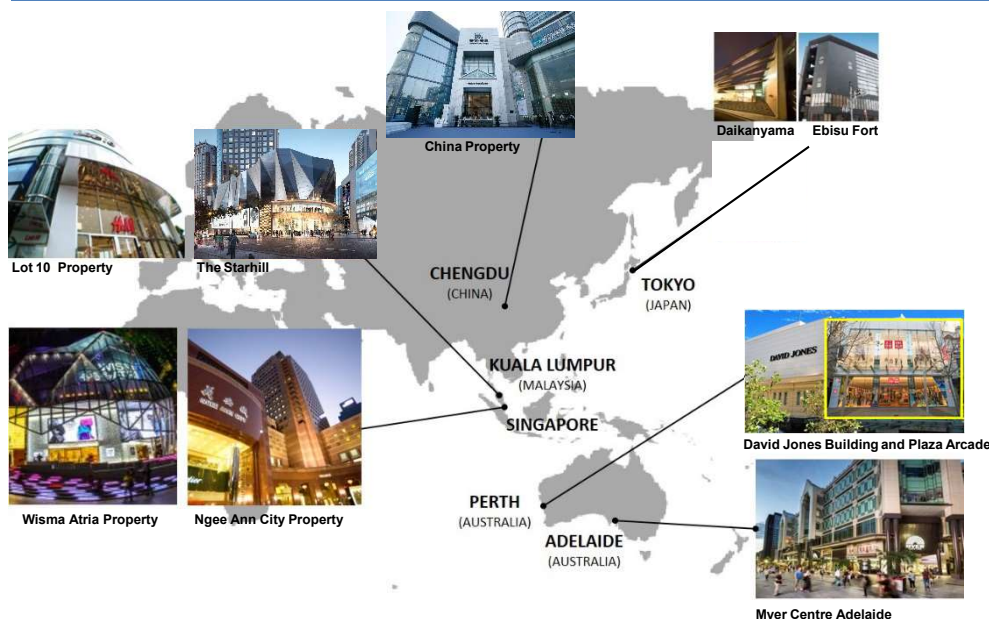 China Property
Daikanyama
Ebisu Fort
H&M
Lot 10 Property
The Starhill
CHENGDU
(CHINA)
TOKYO
(JAPAN)
KUALA LUMPUR
(MALAYSIA)
SINGAPORE
DAVID JONES
David Jones Building and Plaza Arcade
Wisma Atria Property
Ngee Ann City Property
PERTH
(AUSTRALIA)
ADELAIDE
(AUSTRALIA)
Myer Centre Adelaide